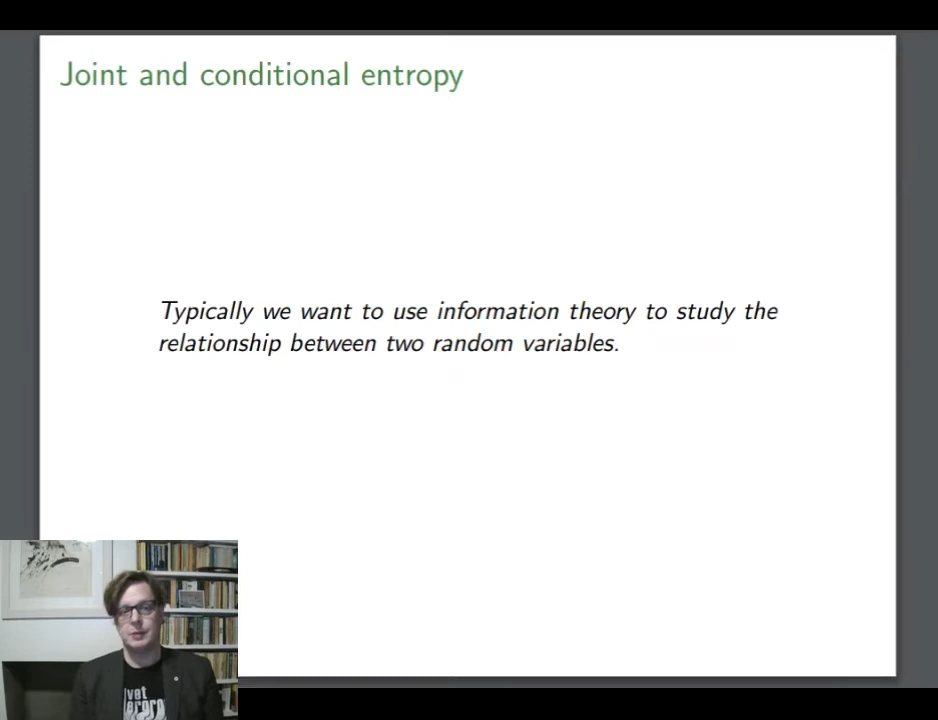 Joint and conditional entropy
Typically we want to use information theory to study the
relationship between two random variables.